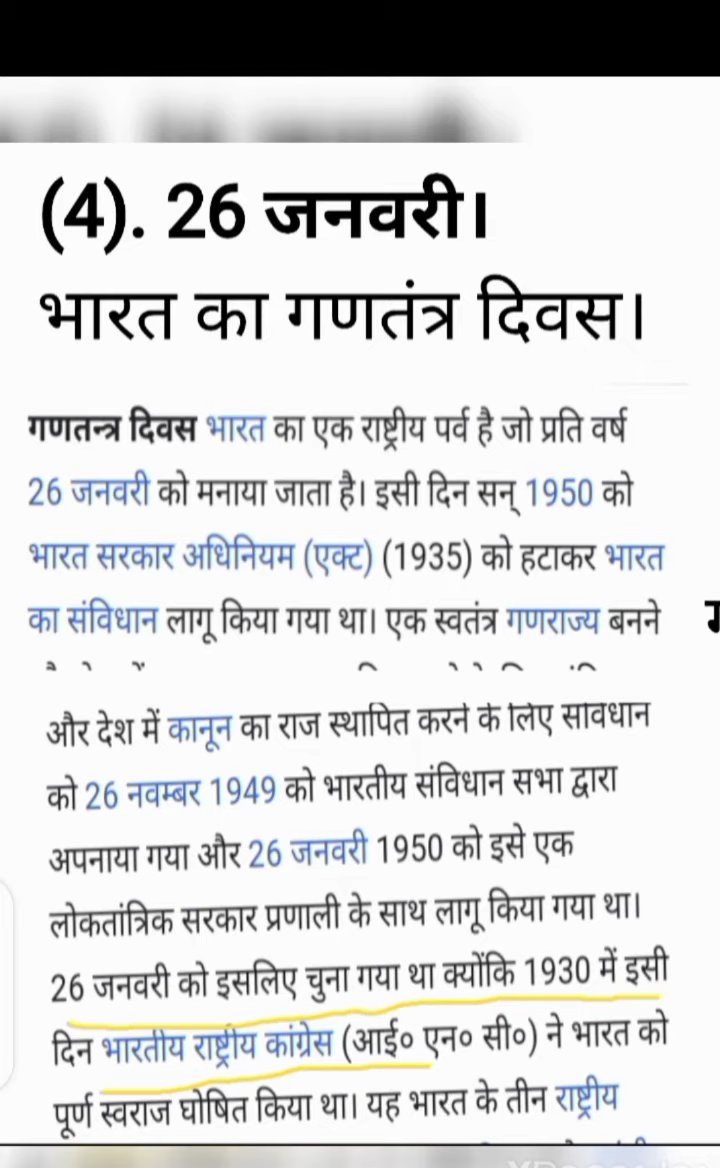 (4). 26 जनवरी।
भारत का गणतंत्र दिवस।
गणतन्त्र दिवस भारत का एक राष्ट्रीय पर्व है जो प्रति वर्ष
26 जनवरी को मनाया जाता है। इसी दिन सन् 1950 को
भारत सरकार अधिनियम (एक्ट) (1935) को हटाकर भारत
का संविधान लागू किया गया था। एक स्वतंत्र गणराज्य बनने
और देश में कानून का राज स्थापित करने के लिए संविधान
को 26 नवम्बर 1949 को भारतीय संविधान सभा द्वारा
अपनाया गया और 26 जनवरी 1950 को इसे एक
लोकतांत्रिक सरकार प्रणाली के साथ लागू किया गया था।
26 जनवरी को इसलिए चुना गया था क्योंकि 1930 में इसी
दिन भारतीय राष्ट्रीय कांग्रेस (आई० एन० सी०) ने भारत को
पूर्ण स्वराज घोषित किया था। यह भारत के तीन राष्ट्रीय